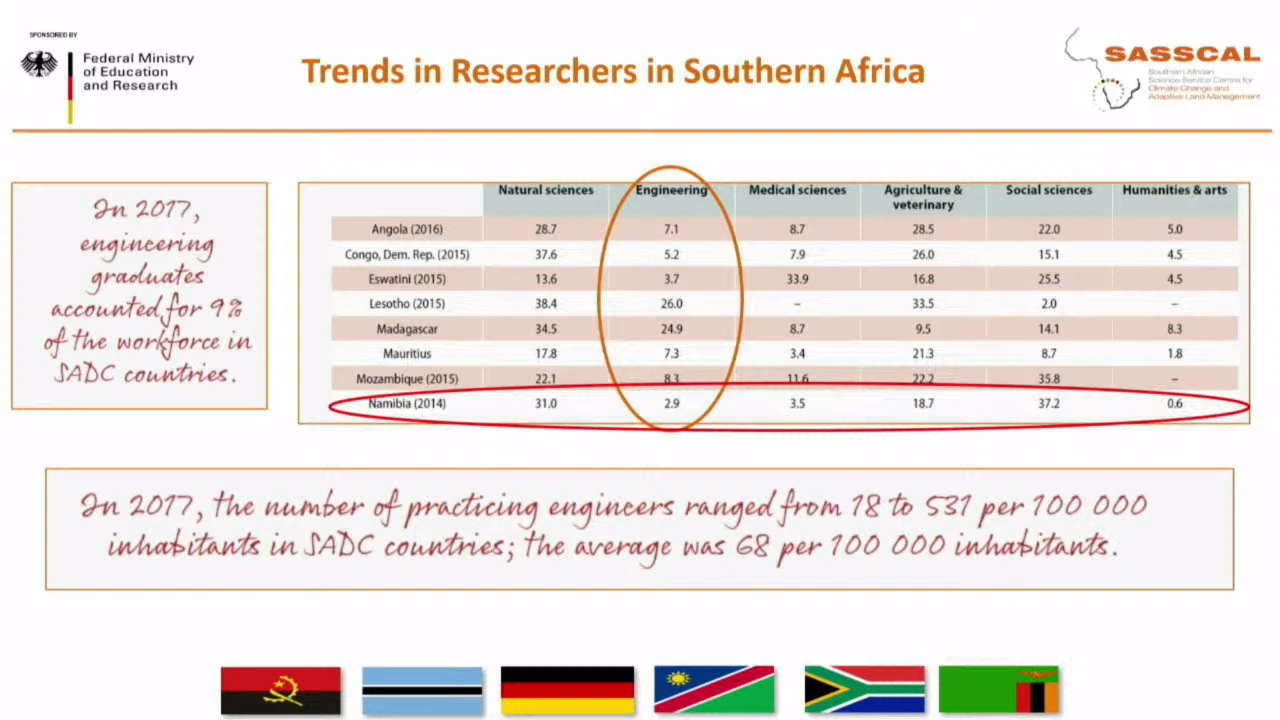 SPONSORED BY
Federal Ministry
of Education
and Research
Trends in Researchers in Southern Africa
SASSCAL
Southern African
Science Service Centre for
Climate Change and
Adaptive Land Management
In 2017,
engineering
graduates
accounted for 9%
of the workforce in
SADC countries.
Natural sciences Engineering Medical sciences Agriculture & veterinary Social sciences Humanities & arts
Angola (2016) 28.7 7.1 8.7 28.5 22.0 5.0
Congo, Dem. Rep. (2015) 37.6 5.2 7.9 26.0 15.1 4.5
Eswatini (2015) 13.6 3.7 33.9 16.8 25.5 4.5
Lesotho (2015) 38.4 26.0 – 33.5 2.0 –
Madagascar 34.5 24.9 8.7 9.5 14.1 8.3
Mauritius 17.8 7.3 3.4 21.3 8.7 1.8
Mozambique (2015) 22.1 8.3 11.6 22.2 35.8 –
Namibia (2014) 31.0 2.9 3.5 18.7 37.2 0.6
In 2017, the number of practicing engineers ranged from 18 to 531 per 100 000
inhabitants in SADC countries; the average was 68 per 100 000 inhabitants.